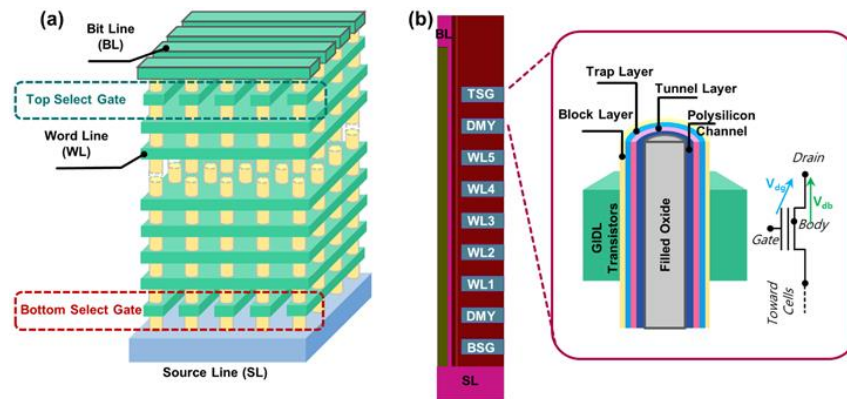 (a)
Bit Line
(BL)
Top Select Gate
Word Line
(WL)
Bottom Select Gate
Source Line (SL)
(b)
BL
TSG
DMY
WL5
WL4
WL3
WL2
WL1
DMY
BSG
SL
Trap Layer
Tunnel Layer
Block Layer
Polysilicon
Channel
GIDL
Transistors
Filled Oxide
Drain
Vdg
Vdb
Body
Gate
Toward
Cells